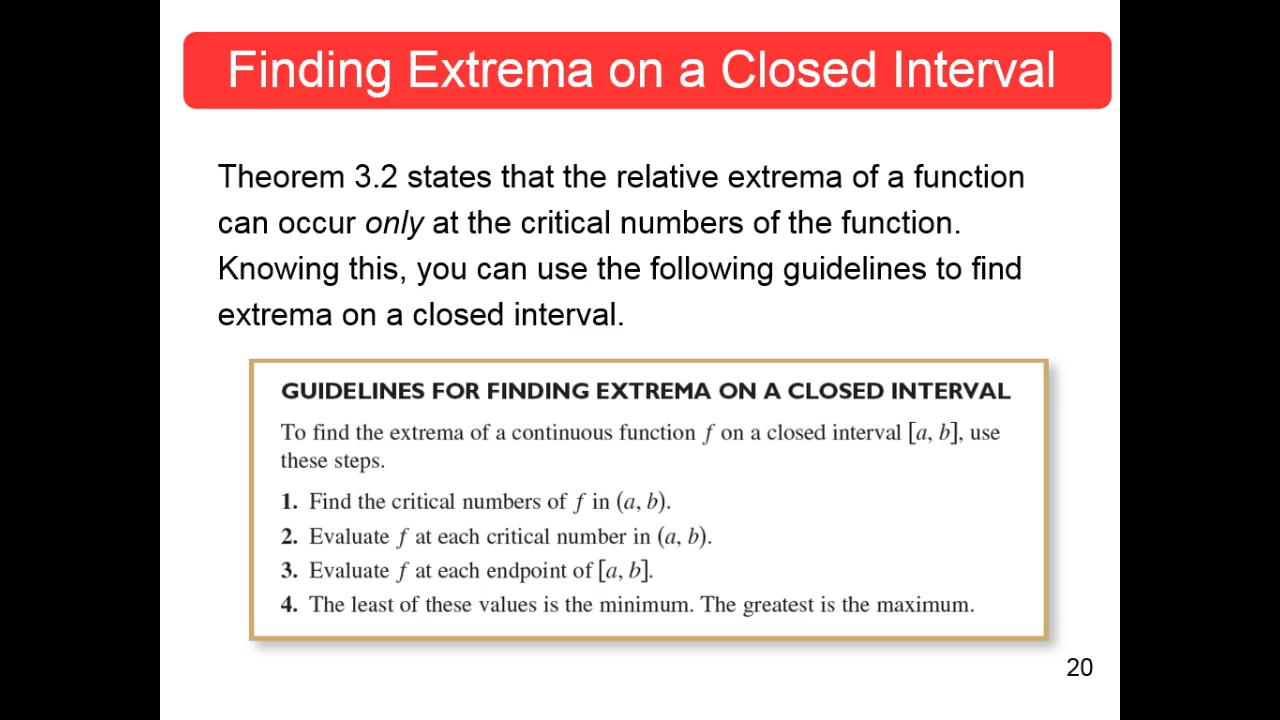 Finding Extrema on a Closed Interval
Theorem 3.2 states that the relative extrema of a function
can occur only at the critical numbers of the function.
Knowing this, you can use the following guidelines to find
extrema on a closed interval.
GUIDELINES FOR FINDING EXTREMA ON A CLOSED INTERVAL
To find the extrema of a continuous function f on a closed interval [a, b], use
these steps.
1. Find the critical numbers of f in (a, b).
2. Evaluate f at each critical number in (a, b).
3. Evaluate f at each endpoint of [a, b].
4. The least of these values is the minimum. The greatest is the maximum.
20